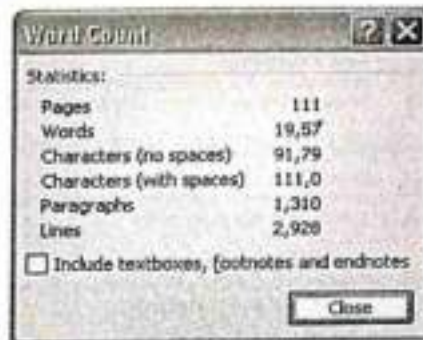 Word Count
Statistics:
Pages 111
Words 19,57
Characters (no spaces) 91,79
Characters (with spaces) 111,0
Paragraphs 1,310
Lines 2,928
Include textboxes, footnotes and endnotes
Close